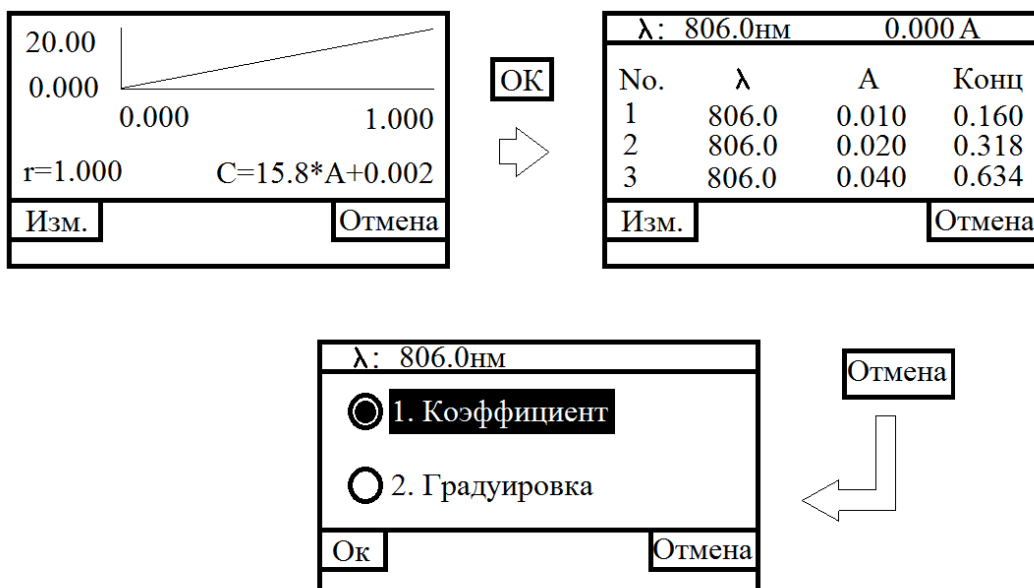 20.00
0.000
0.000 1.000
r=1.000 C=15.8*A+0.002
Изм. Отмена
ОК
λ: 806.0нм 0.000 A
No. λ A Конц
1 806.0 0.010 0.160
2 806.0 0.020 0.318
3 806.0 0.040 0.634
Изм. Отмена
λ: 806.0нм
1. Коэффициент
2. Градуировка
Ок Отмена
Отмена